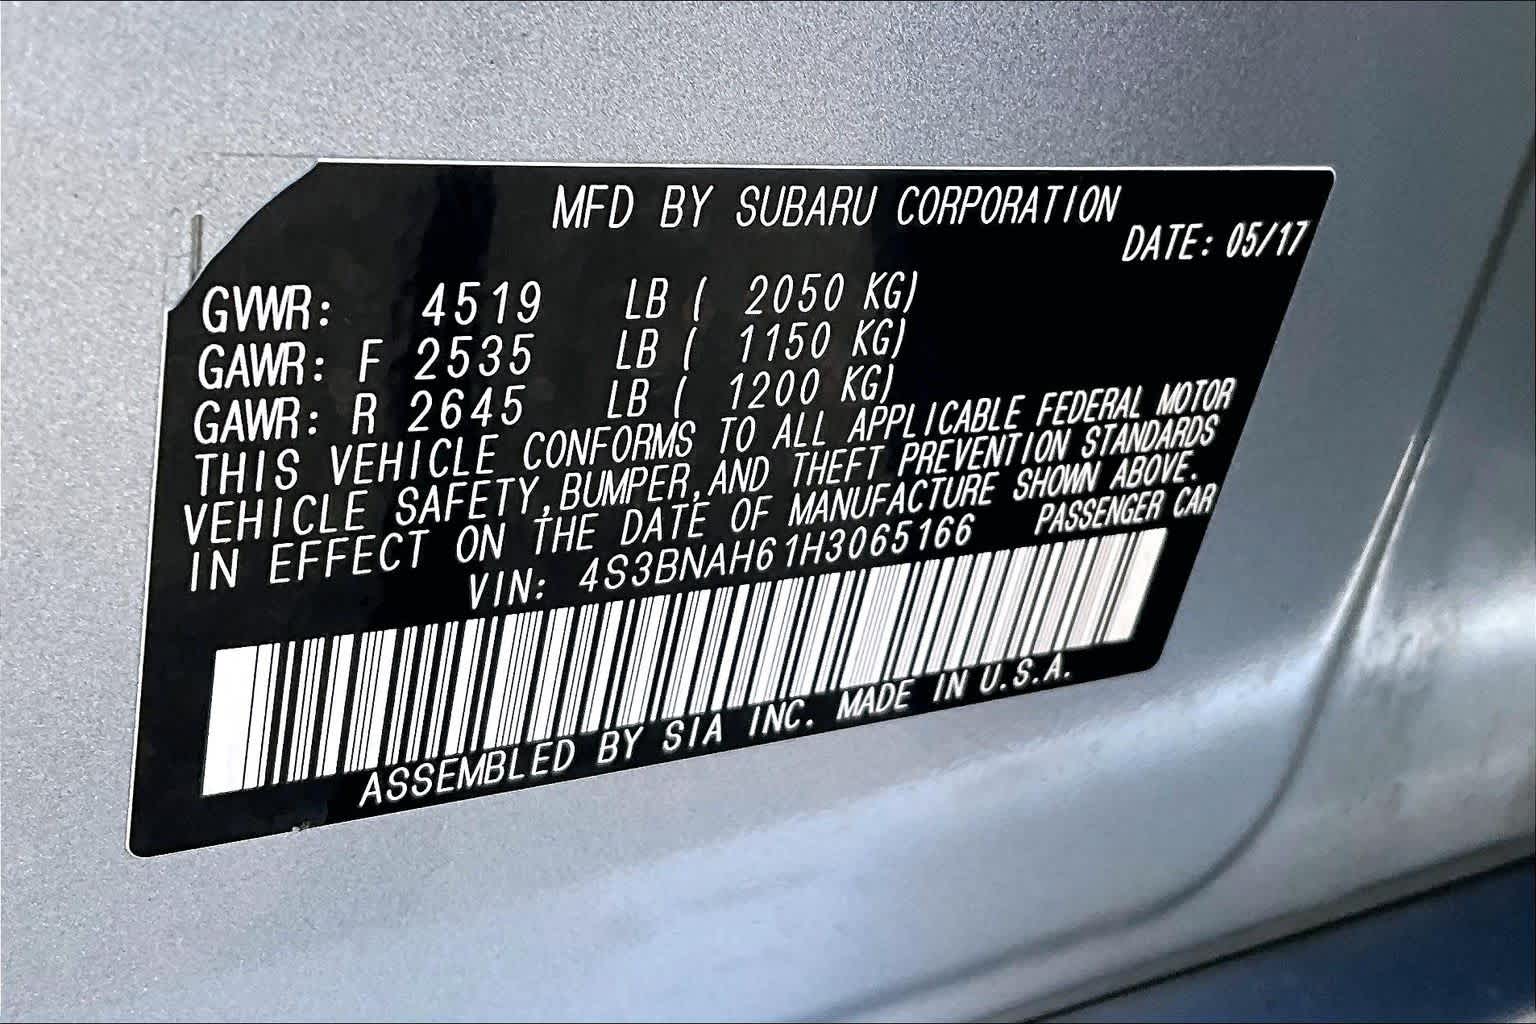 MFD BY SUBARU CORPORATION
DATE: 05/17
GVWR: 4519 LB ( 2050 KG)
GAWR: F 2535 LB ( 1150 KG)
GAWR: R 2645 LB ( 1200 KG)
THIS VEHICLE CONFORMS TO ALL APPLICABLE FEDERAL MOTOR
VEHICLE SAFETY, BUMPER, AND THEFT PREVENTION STANDARDS
IN EFFECT ON THE DATE OF MANUFACTURE SHOWN ABOVE.
VIN: 4S3BNAH61H3065166 PASSENGER CAR
ASSEMBLED BY SIA INC. MADE IN U.S.A.